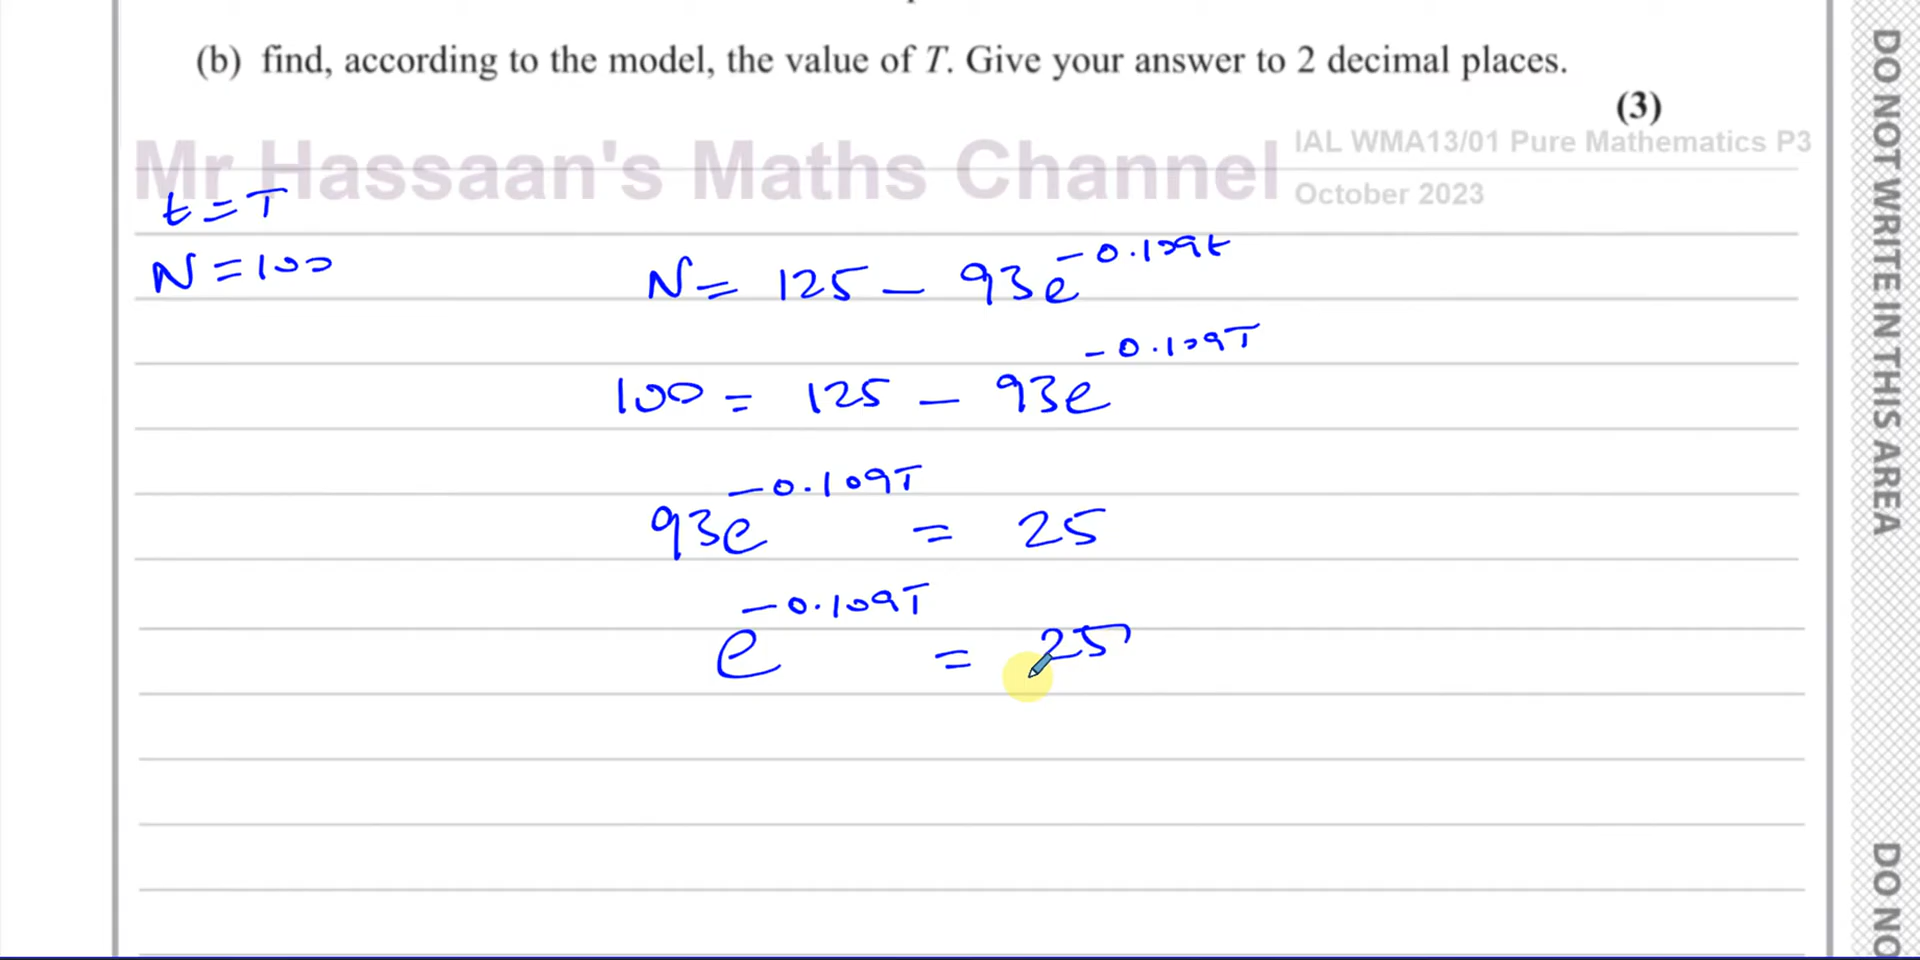 (b) find, according to the model, the value of T. Give your answer to 2 decimal places.
(3)
Mr Hassaan's Maths Channel
IAL WMA13/01 Pure Mathematics P3
October 2023
t = T
N = 100
N = 125 - 93e^-0.109t
100 = 125 - 93e^-0.109T
93e^-0.109T = 25
e^-0.109T = 25
DO NOT WRITE IN THIS AREA
DO NO